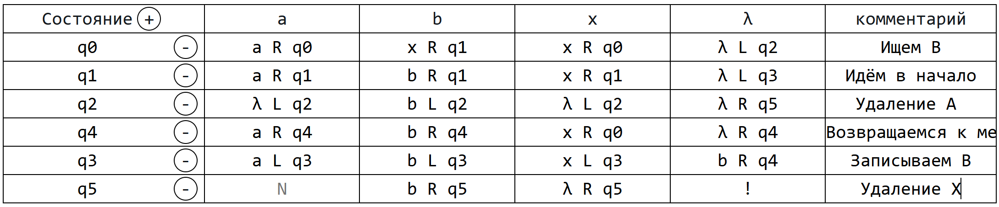 Состояние + a b x λ комментарий
q0 - a R q0 x R q1 x R q0 λ L q2 Ищем В
q1 - a R q1 b R q1 x R q1 λ L q3 Идём в начало
q2 - λ L q2 b L q2 λ L q2 λ R q5 Удаление А
q4 - a R q4 b R q4 x R q0 λ R q4 Возвращаемся к ме
q3 - a L q3 b L q3 x L q3 b R q4 Записываем В
q5 - N b R q5 λ R q5 ! Удаление Х